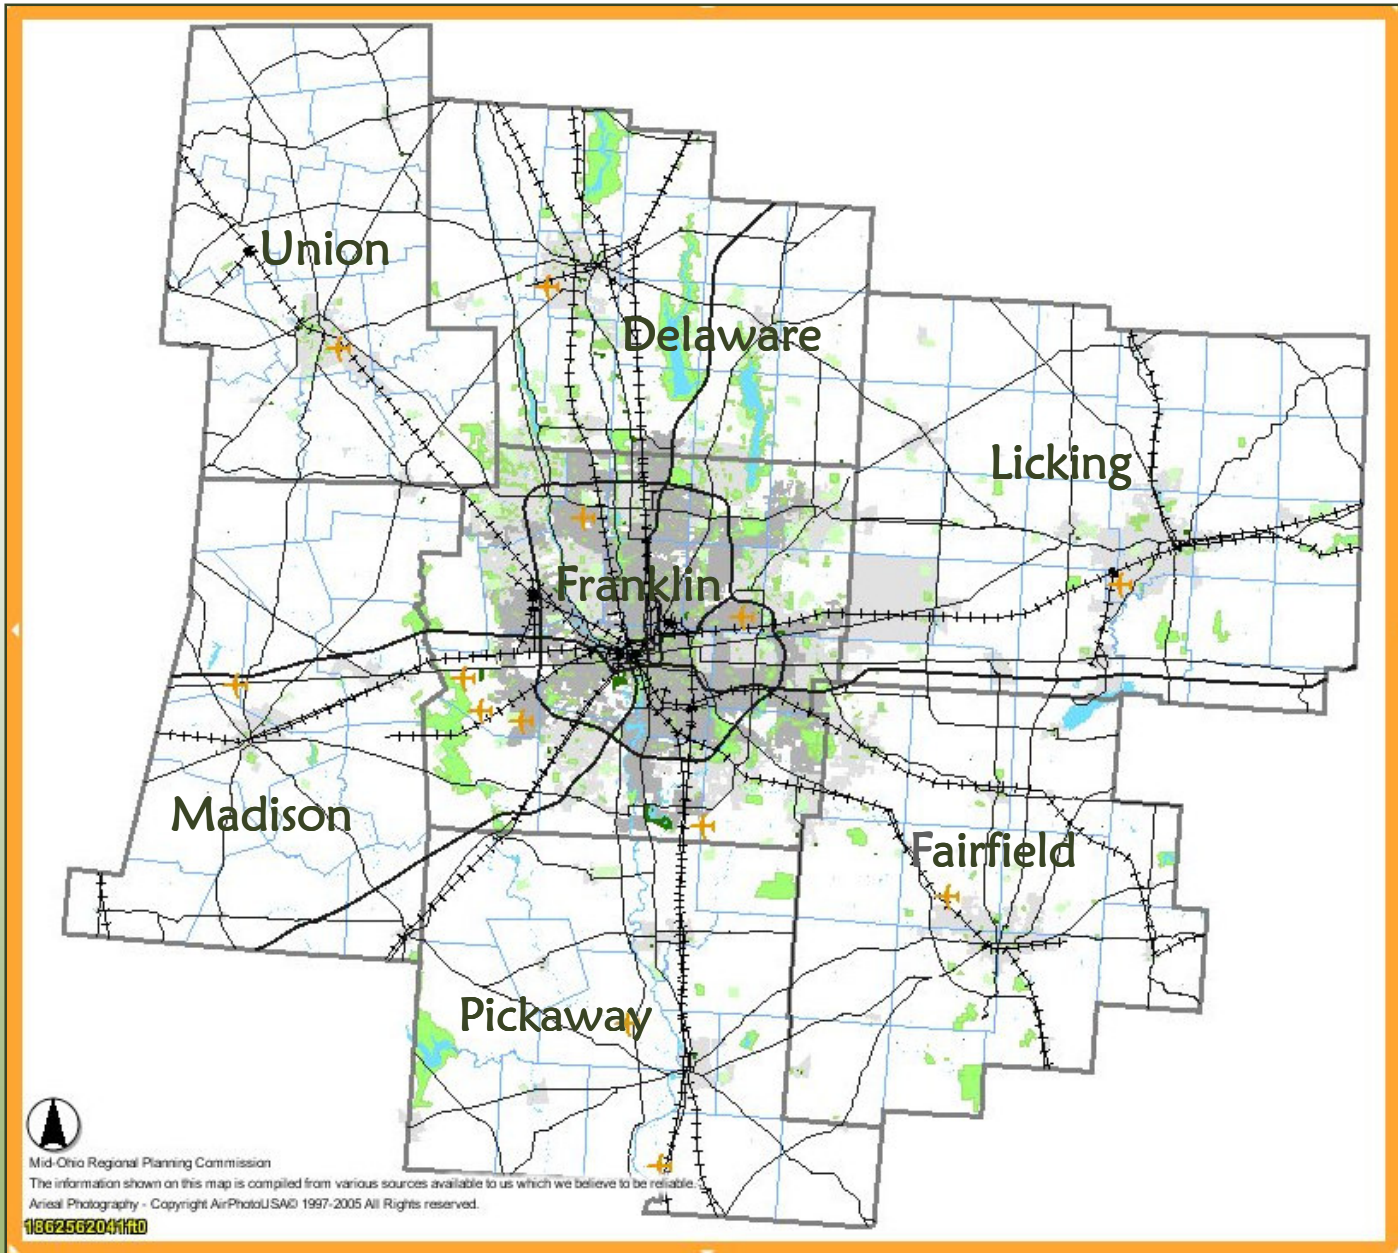 Union
Delaware
Licking
Franklin
Madison
Fairfield
Pickaway
Mid-Ohio Regional Planning Commission
The information shown on this map is compiled from various sources available to us which we believe to be reliable.
Arieal Photography - Copyright AirPhotoUSA© 1997-2005 All Rights reserved.